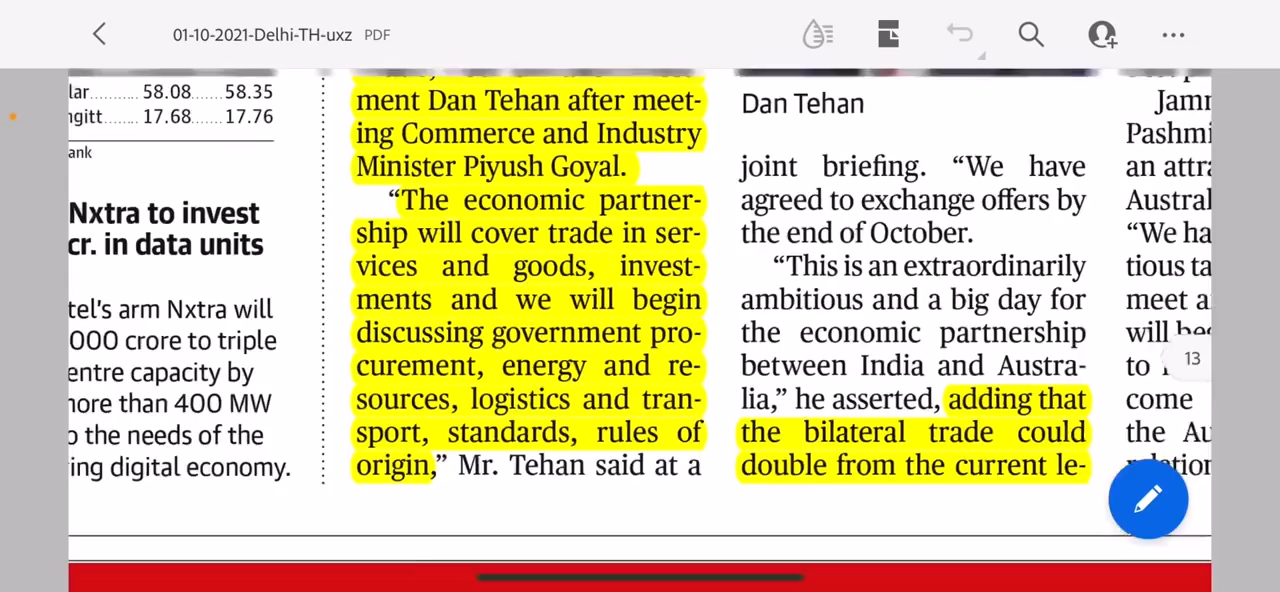 01-10-2021-Delhi-TH-uxz PDF
lar.......... 58.08......58.35
ngitt........ 17.68......17.76
ank
Nxtra to invest
cr. in data units
tel's arm Nxtra will
000 crore to triple
entre capacity by
more than 400 MW
o the needs of the
ing digital economy.
ment Dan Tehan after meet-
ing Commerce and Industry
Minister Piyush Goyal.
“The economic partner-
ship will cover trade in ser-
vices and goods, invest-
ments and we will begin
discussing government pro-
curement, energy and re-
sources, logistics and tran-
sport, standards, rules of
origin,” Mr. Tehan said at a
Dan Tehan
joint briefing. “We have
agreed to exchange offers by
the end of October.
“This is an extraordinarily
ambitious and a big day for
the economic partnership
between India and Austra-
lia,” he asserted, adding that
the bilateral trade could
double from the current le-
Jamm
Pashmi
an attra
Austral
“We ha
tious ta
meet a
will
to
come
the Au
13